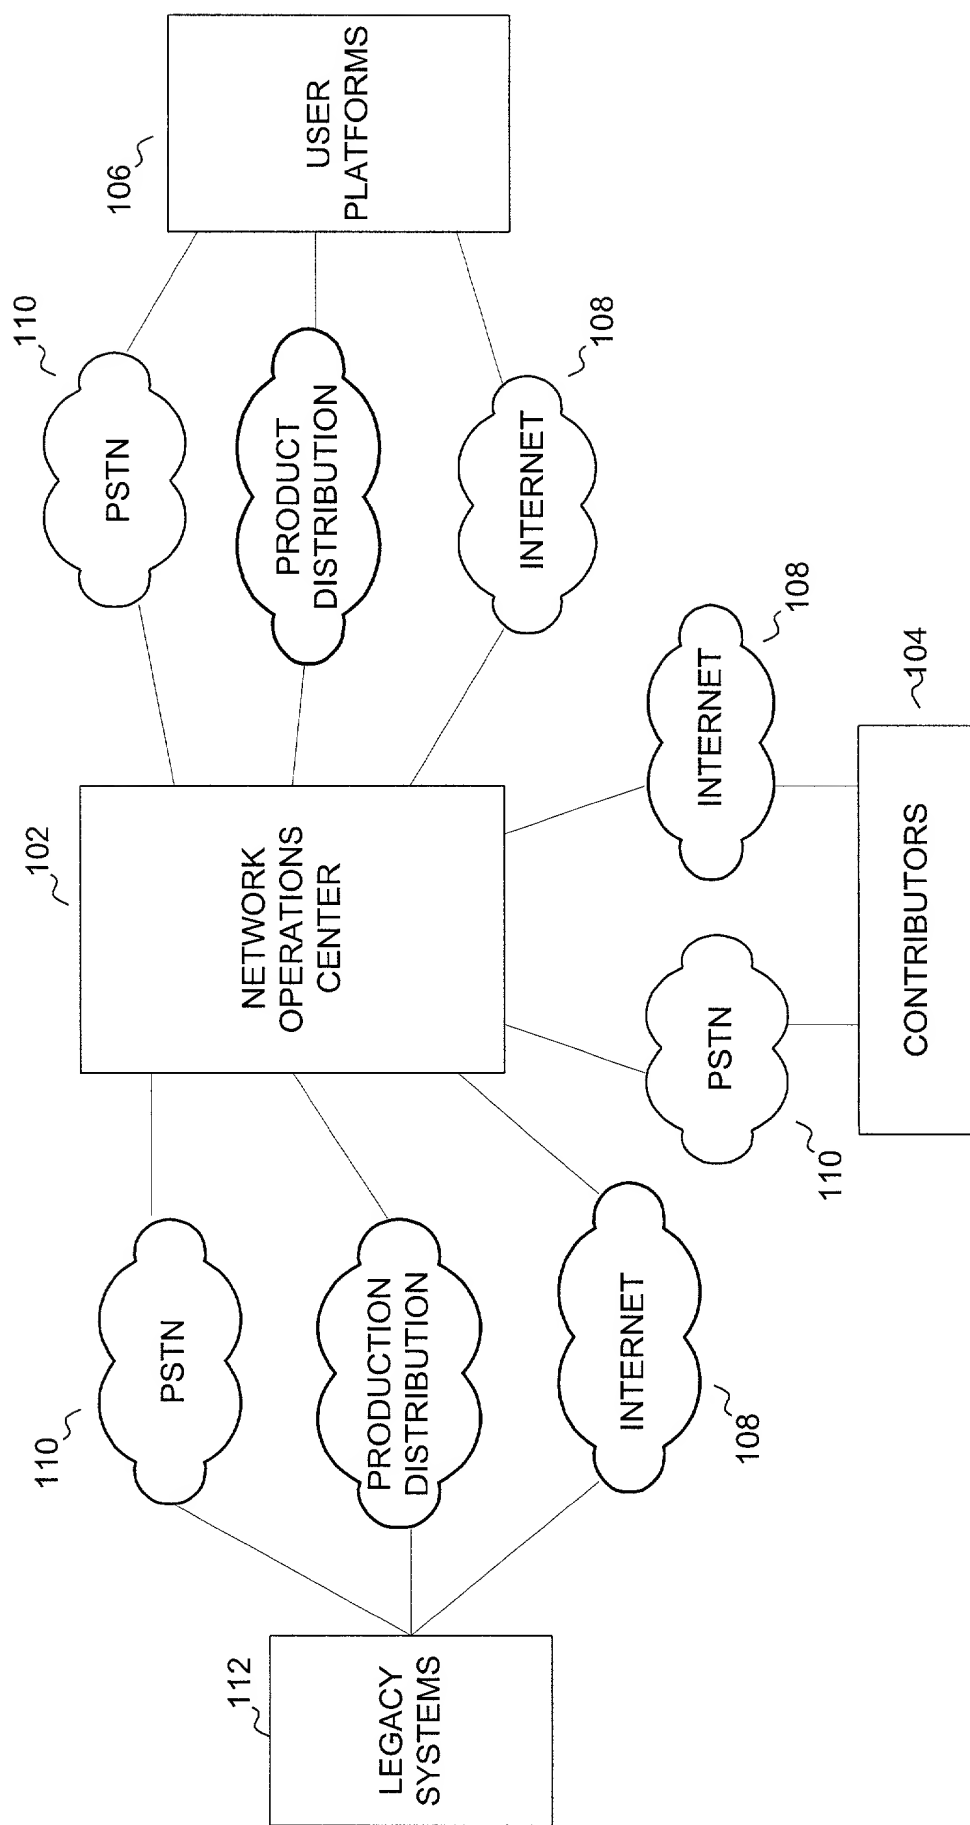 112
LEGACY
SYSTEMS
110
PSTN
PRODUCTION
DISTRIBUTION
INTERNET
108
102
NETWORK
OPERATIONS
CENTER
PSTN
110
INTERNET
108
CONTRIBUTORS
104
110
PSTN
PRODUCT
DISTRIBUTION
INTERNET
108
106
USER
PLATFORMS